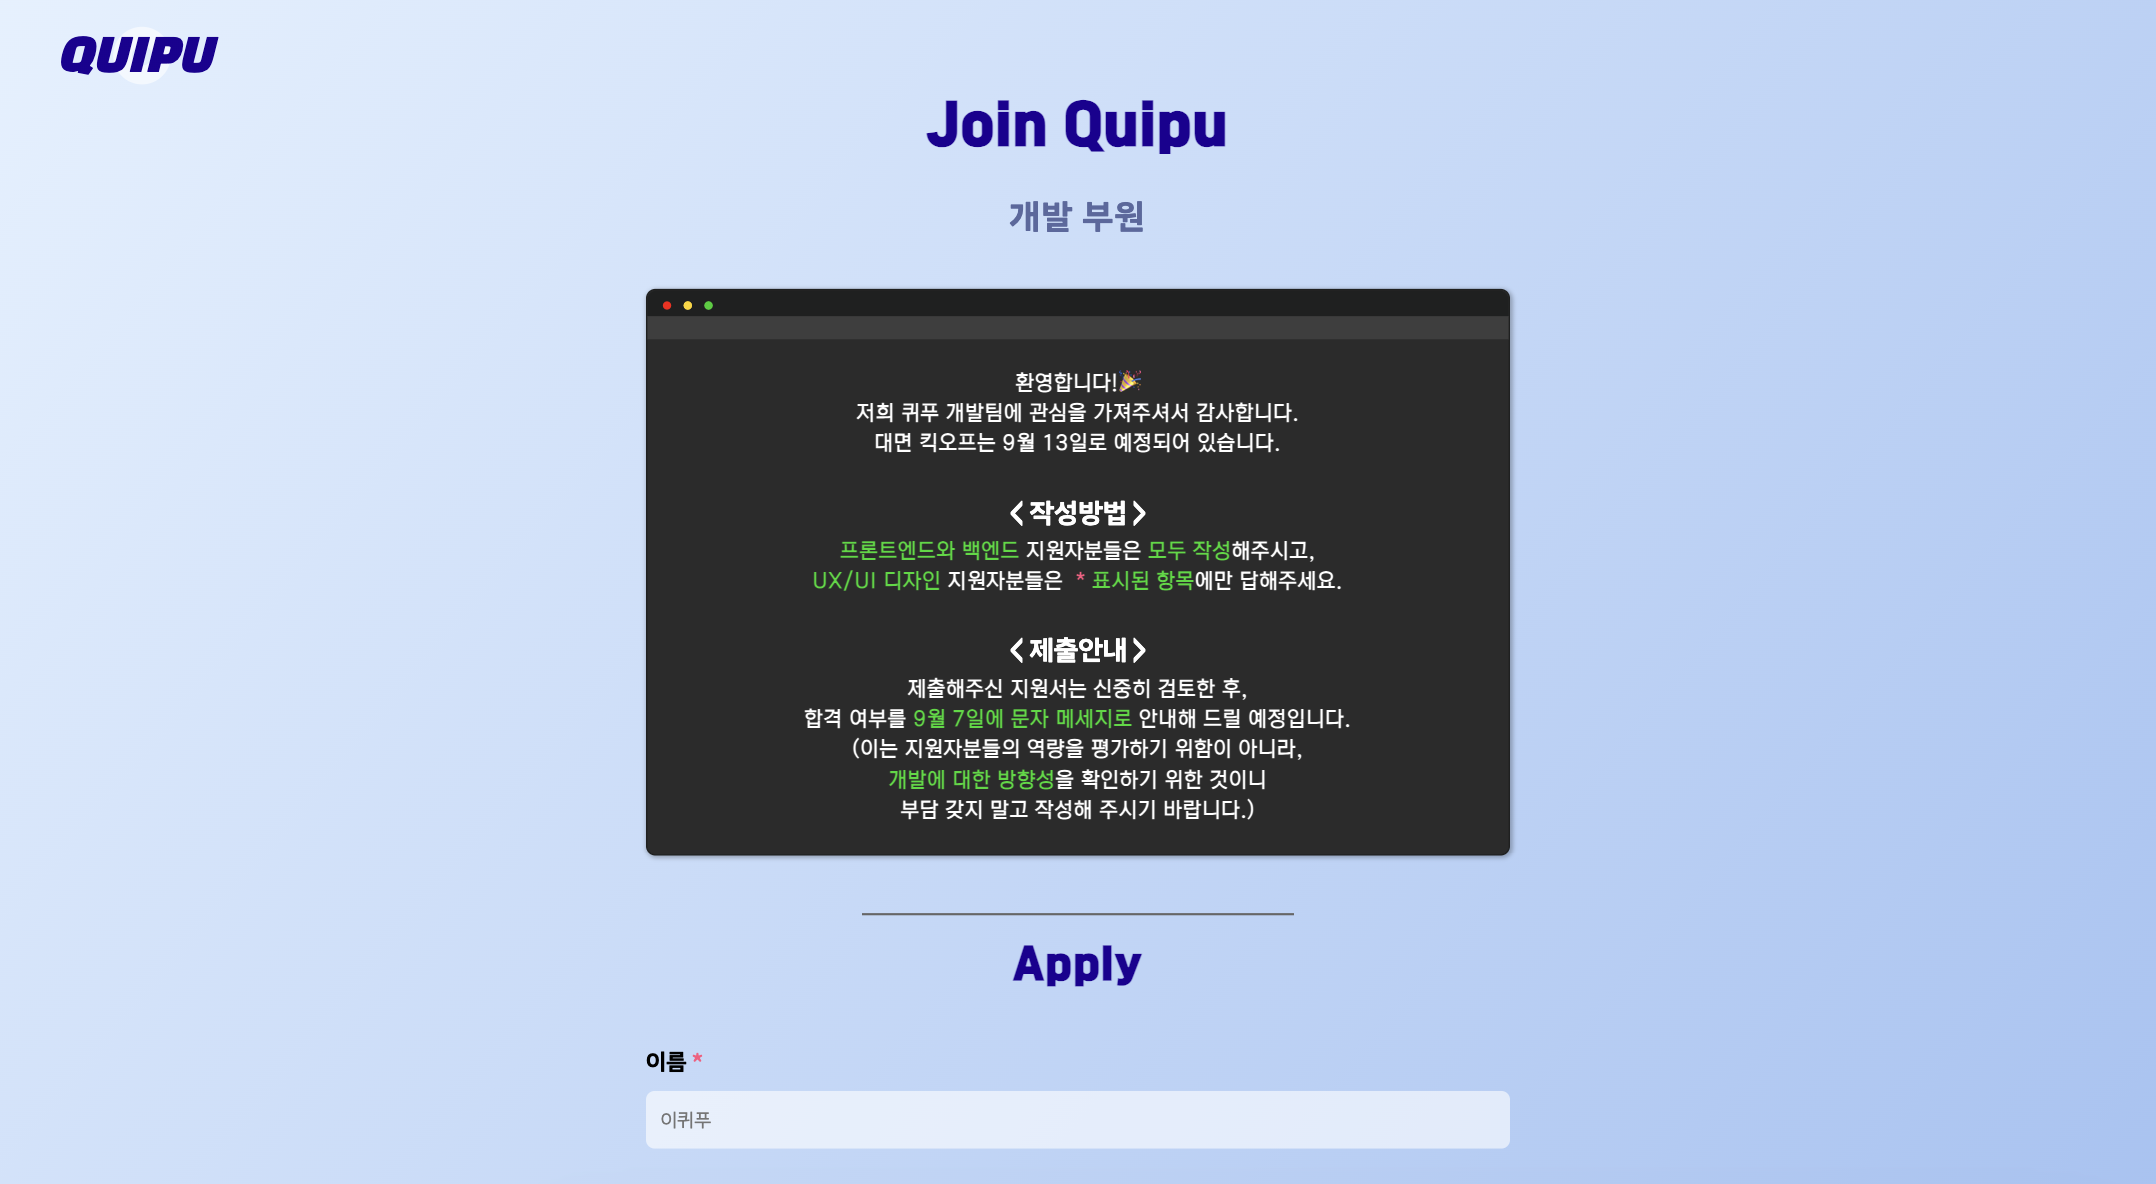 QUIPU
Join Quipu
개발 부원
환영합니다!🎉
저희 퀴푸 개발팀에 관심을 가져주셔서 감사합니다.
대면 킥오프는 9월 13일로 예정되어 있습니다.
< 작성방법 >
프론트엔드와 백엔드 지원자분들은 모두 작성해주시고,
UX/UI 디자인 지원자분들은 * 표시된 항목에만 답해주세요.
< 제출안내 >
제출해주신 지원서는 신중히 검토한 후,
합격 여부를 9월 7일에 문자 메세지로 안내해 드릴 예정입니다.
(이는 지원자분들의 역량을 평가하기 위함이 아니라,
개발에 대한 방향성을 확인하기 위한 것이니
부담 갖지 말고 작성해 주시기 바랍니다.)
Apply
이름 *
이퀴푸